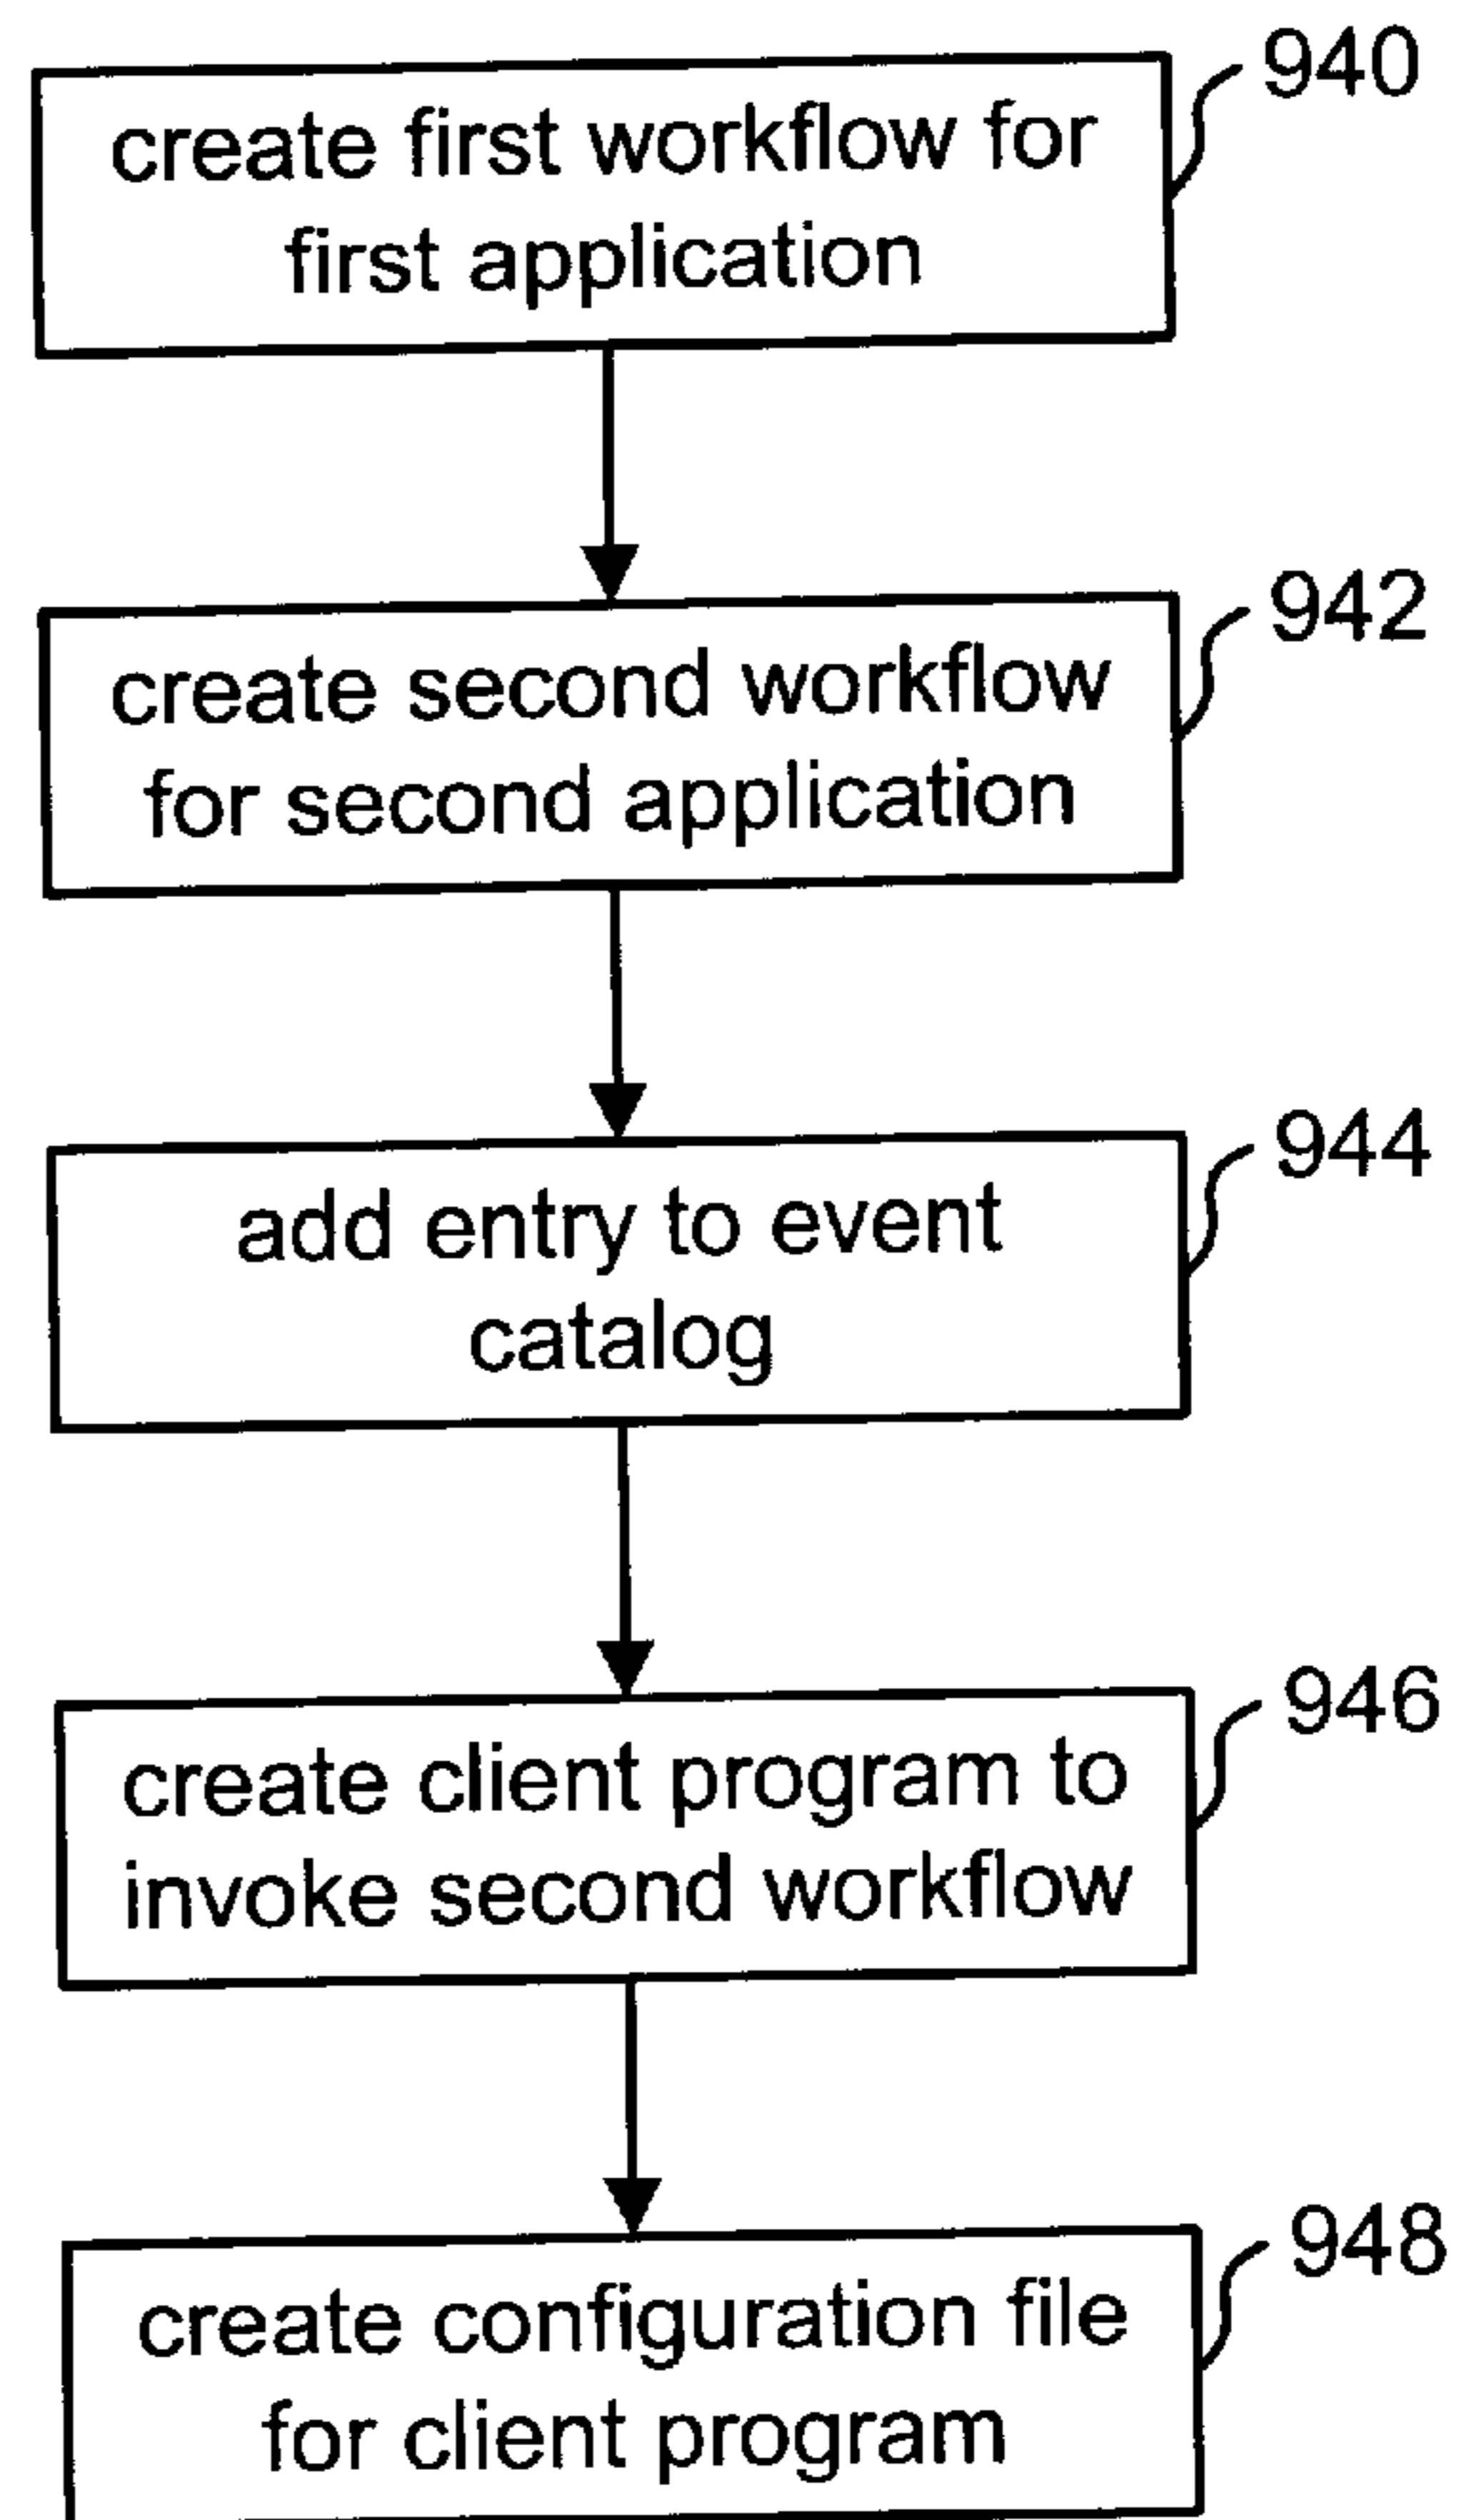 940
create first workflow for
first application
942
create second workflow
for second application
944
add entry to event
catalog
946
create client program to
invoke second workflow
948
create configuration file
for client program